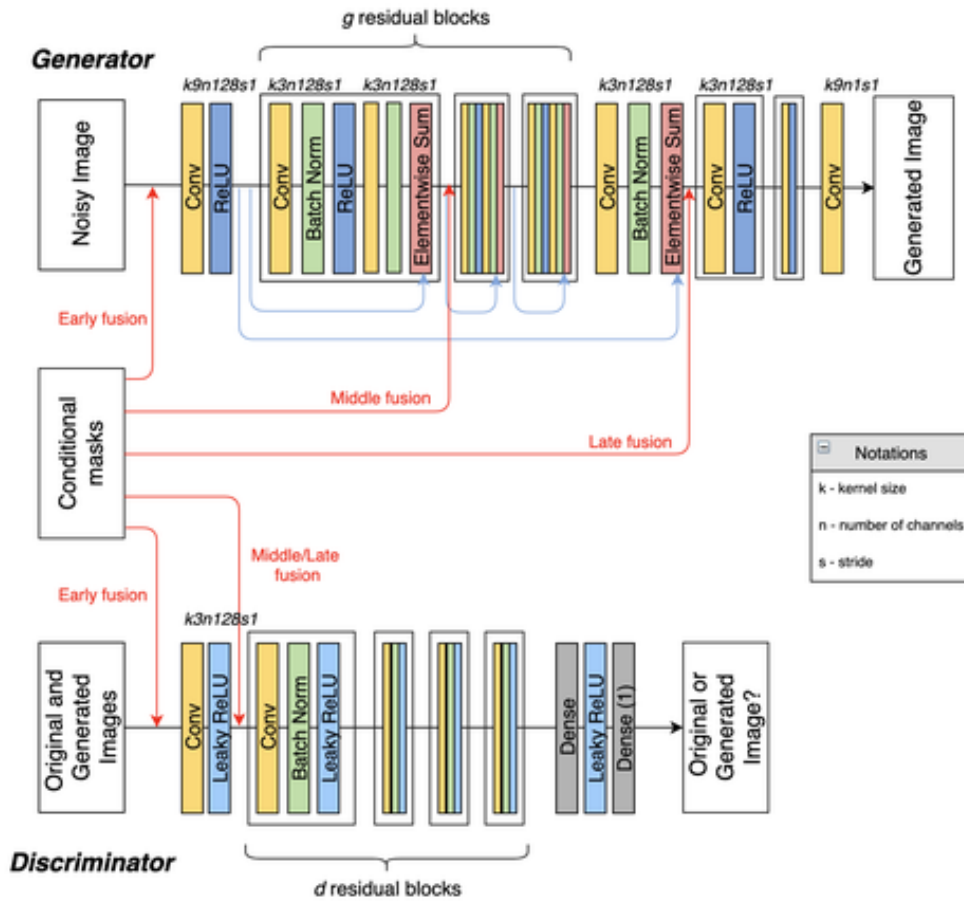 g residual blocks
Generator
k9n128s1
k3n128s1
k3n128s1
k3n128s1
k3n128s1
k9n1s1
Noisy Image
Conv
ReLU
Conv
Batch Norm
ReLU
Elementwise Sum
Conv
Batch Norm
Elementwise Sum
Conv
ReLU
Conv
Generated Image
Early fusion
Middle fusion
Late fusion
Conditional
masks
Notations
k - kernel size
n - number of channels
s - stride
Middle/Late
fusion
Early fusion
k3n128s1
Original and
Generated
Images
Conv
Leaky ReLU
Conv
Batch Norm
Leaky ReLU
Dense
Leaky ReLU
Dense (1)
Original or
Generated
Image?
Discriminator
d residual blocks